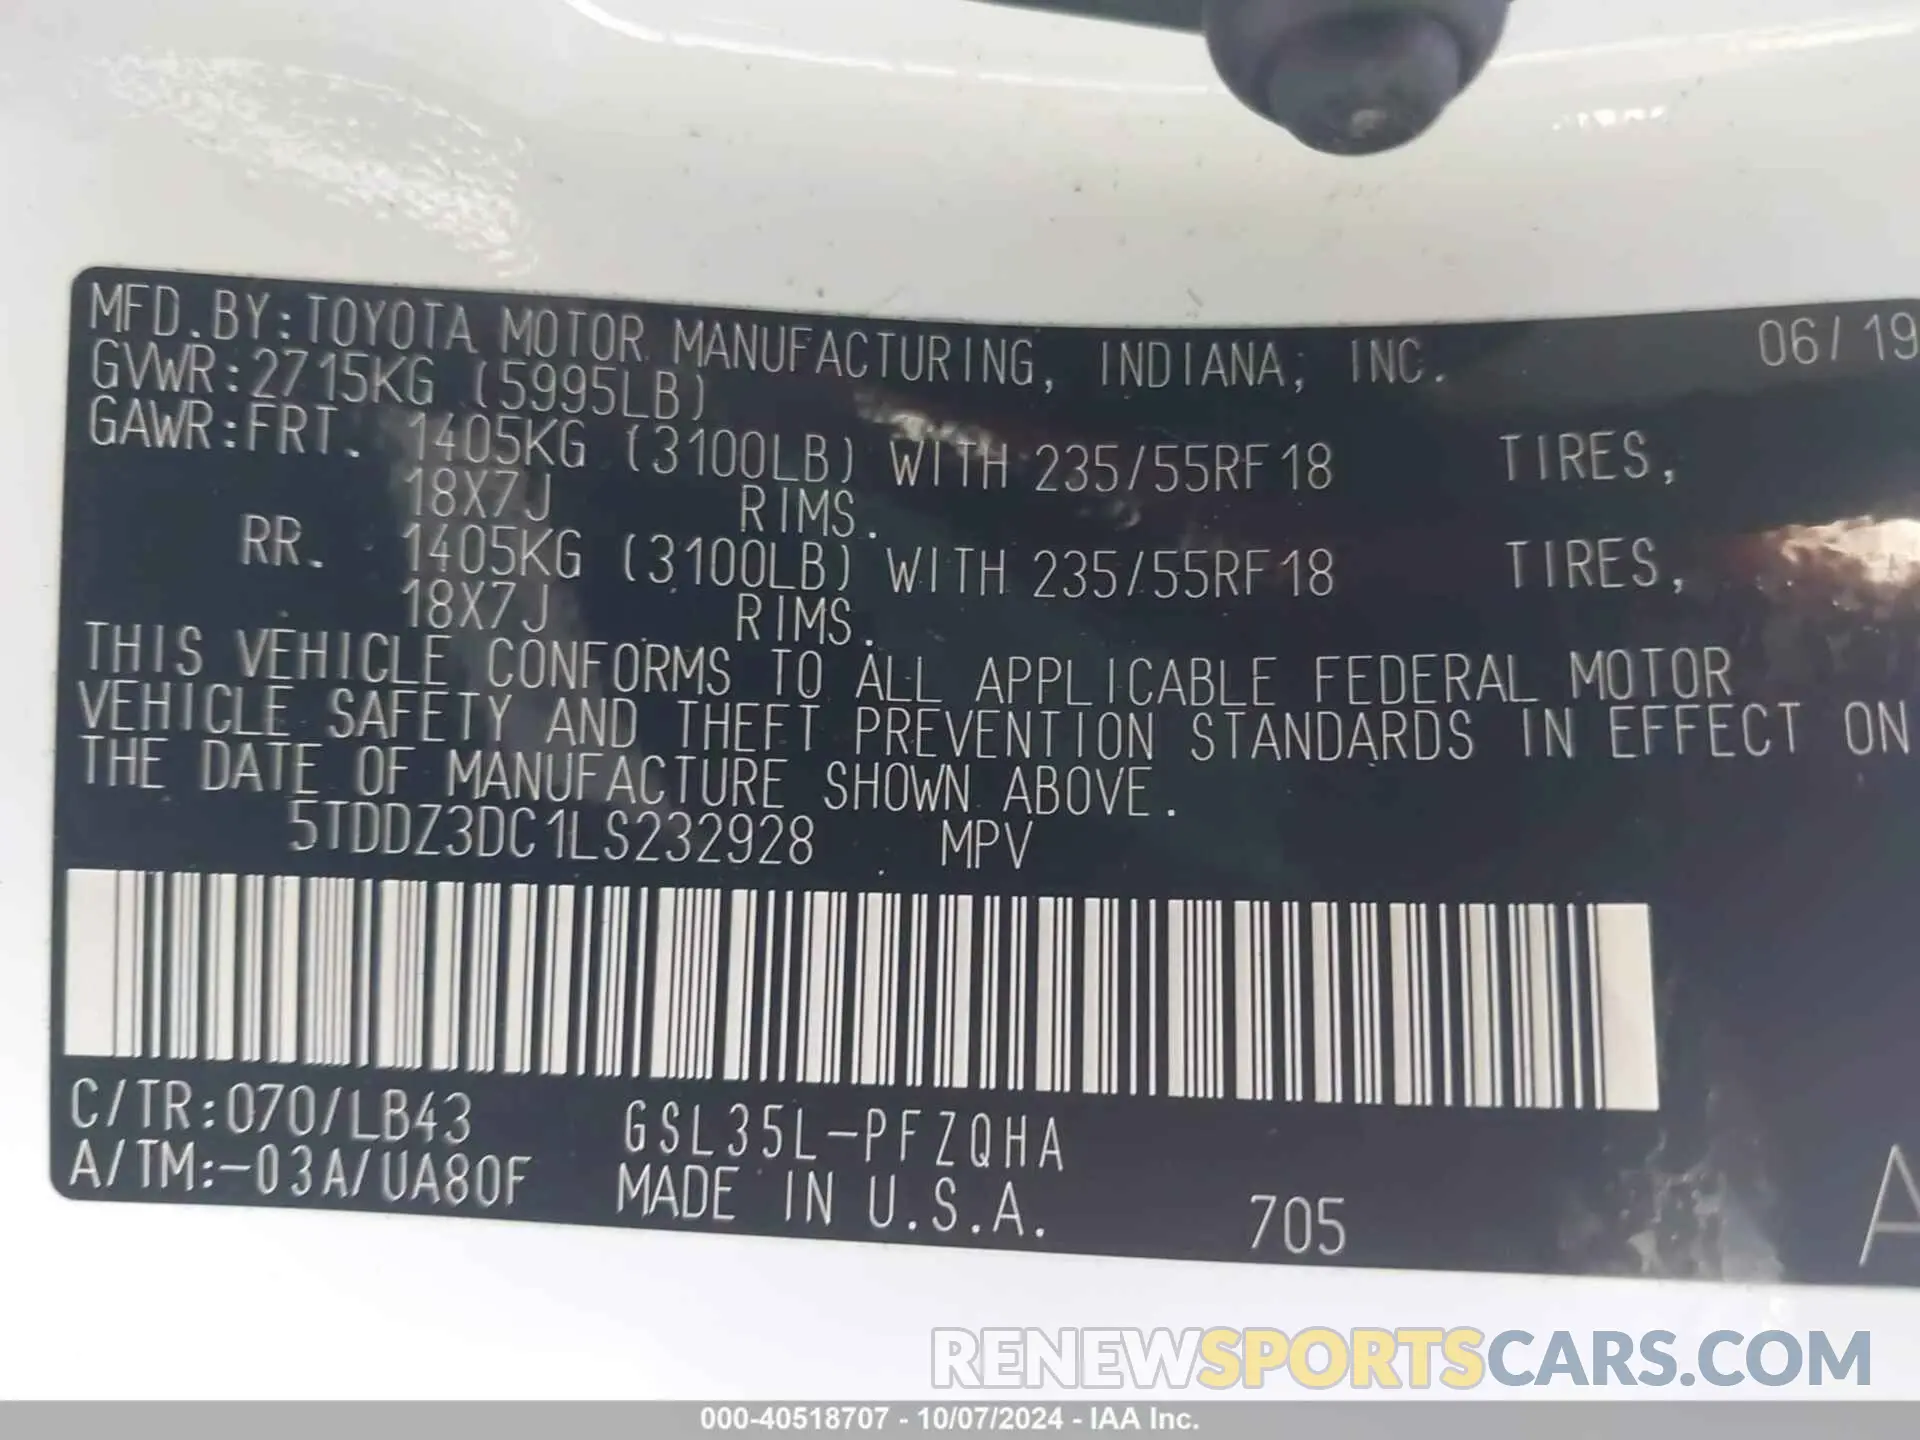 MFD.BY:TOYOTA MOTOR MANUFACTURING, INDIANA, INC. 06/19
GVWR:2715KG (5995LB)
GAWR:FRT. 1405KG (3100LB) WITH 235/55RF18 TIRES,
18X7J RIMS.
RR. 1405KG (3100LB) WITH 235/55RF18 TIRES,
18X7J RIMS.
THIS VEHICLE CONFORMS TO ALL APPLICABLE FEDERAL MOTOR
VEHICLE SAFETY AND THEFT PREVENTION STANDARDS IN EFFECT ON
THE DATE OF MANUFACTURE SHOWN ABOVE.
5TDDZ3DC1LS232928 MPV
C/TR:070/LB43 GSL35L-PFZQHA
A/TM:-03A/UA80F MADE IN U.S.A. 705 A
RENEWSPORTSCARS.COM
000-40518707 - 10/07/2024 - IAA Inc.